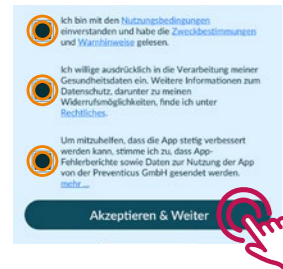 Ich bin mit den Nutzungsbedingungen
einverstanden und habe die Zweckbestimmungen
und Warnhinweise gelesen.
Ich willige ausdrücklich in die Verarbeitung meiner
Gesundheitsdaten ein. Weitere Informationen zum
Datenschutz, darunter zu meinen
Widerrufsmöglichkeiten, finde ich unter
Rechtliches.
Um mitzuhelfen, dass die App stetig verbessert
werden kann, stimme ich zu, dass App-
Fehlerberichte sowie Daten zur Nutzung der App
von der Preventicus GmbH gesendet werden.
mehr ...
Akzeptieren & Weiter